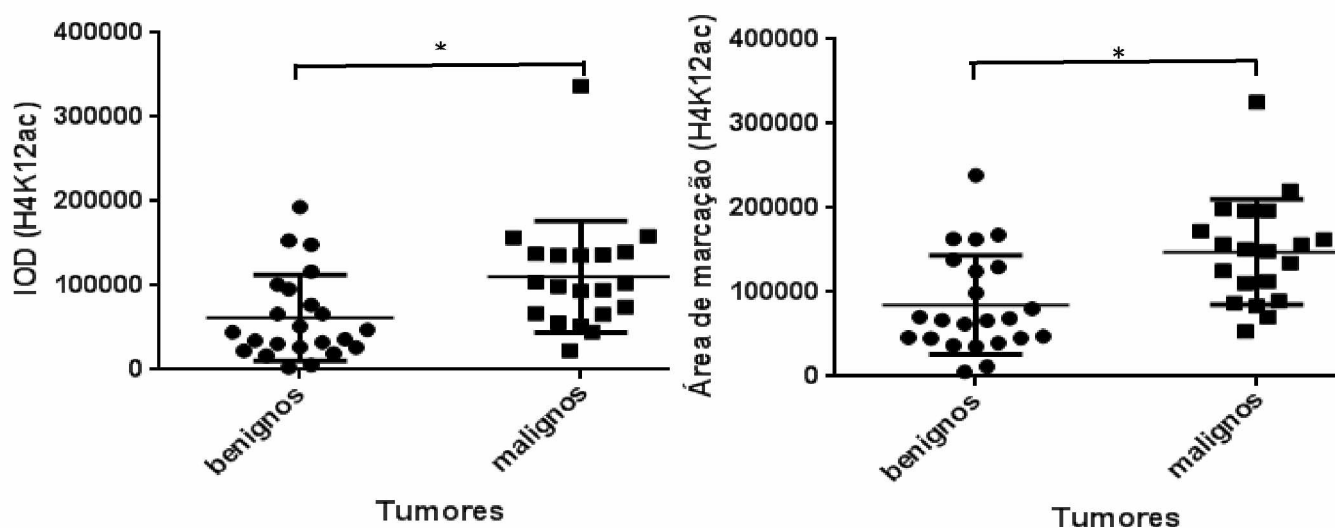 400000
300000
200000
100000
0
IOD (H4K12ac)
*
benignos
malignos
Tumores
400000
300000
200000
100000
0
Área de marcação (H4K12ac)
*
benignos
malignos
Tumores